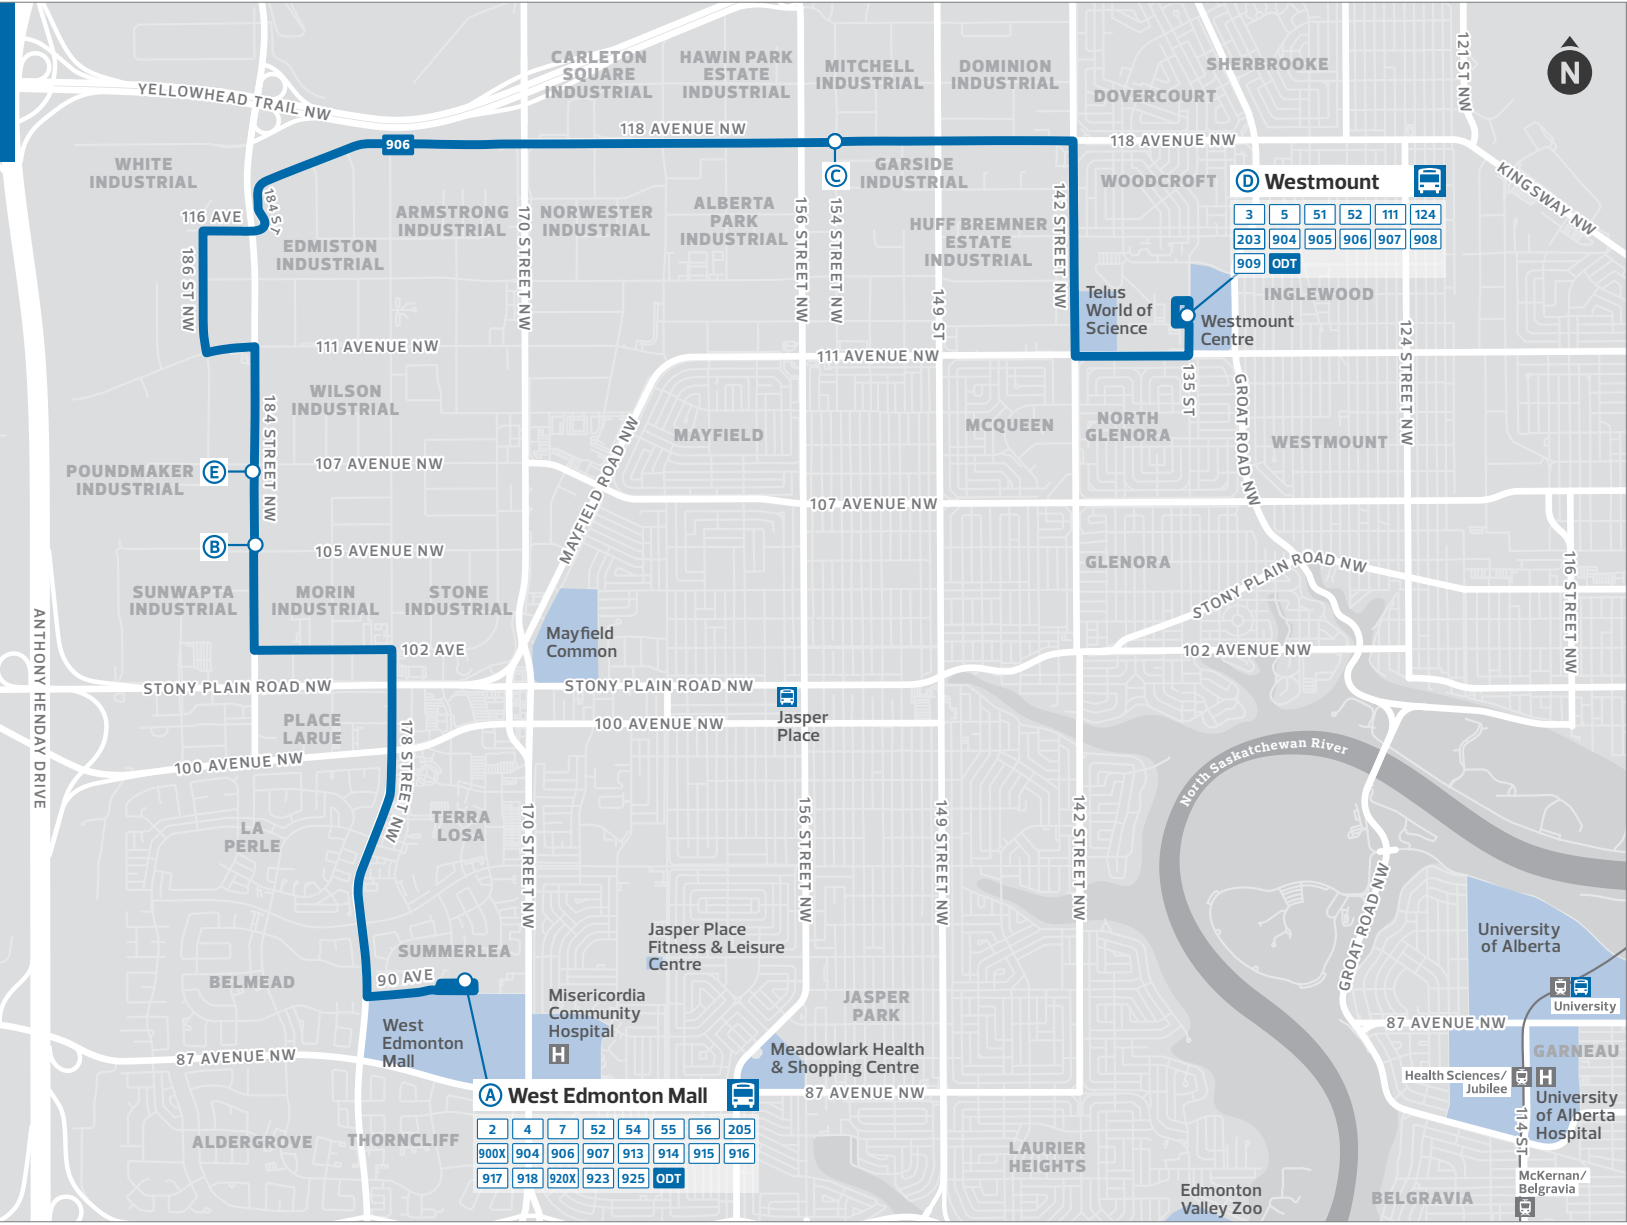 CARLETON
SQUARE
INDUSTRIAL
HAWIN PARK
ESTATE
INDUSTRIAL
MITCHELL
INDUSTRIAL
DOMINION
INDUSTRIAL
SHERBROOKE
DOVERCOURT
121 ST NW
N
YELLOWHEAD TRAIL NW
906
118 AVENUE NW
118 AVENUE NW
KINGSWAY NW
WHITE
INDUSTRIAL
C
GARSIDE
INDUSTRIAL
WOODCROFT
D Westmount
3 5 51 52 111 124
203 904 905 906 907 908
909 ODT
116 AVE
184 ST
186 ST NW
EDMISTON
INDUSTRIAL
ARMSTRONG
INDUSTRIAL
170 STREET NW
NORWESTER
INDUSTRIAL
ALBERTA
PARK
INDUSTRIAL
156 STREET NW
154 STREET NW
HUFF BREMNER
ESTATE
INDUSTRIAL
149 ST
142 STREET NW
Telus
World of
Science
Westmount
Centre
INGLEWOOD
124 STREET NW
111 AVENUE NW
111 AVENUE NW
135 ST
GROAT ROAD NW
WILSON
INDUSTRIAL
184 STREET NW
MAYFIELD ROAD NW
MAYFIELD
MCQUEEN
NORTH
GLENORA
WESTMOUNT
POUNDMAKER
INDUSTRIAL
E
107 AVENUE NW
107 AVENUE NW
B
105 AVENUE NW
GLENORA
STONY PLAIN ROAD NW
116 STREET NW
SUNWAPTA
INDUSTRIAL
MORIN
INDUSTRIAL
STONE
INDUSTRIAL
ANTHONY HENDAY DRIVE
Mayfield
Common
102 AVE
102 AVENUE NW
STONY PLAIN ROAD NW
STONY PLAIN ROAD NW
PLACE
LARUE
178 STREET NW
100 AVENUE NW
Jasper
Place
100 AVENUE NW
North Saskatchewan River
LA
PERLE
TERRA
LOSA
170 STREET NW
156 STREET NW
149 STREET NW
142 STREET NW
GROAT ROAD NW
SUMMERLEA
Jasper Place
Fitness & Leisure
Centre
University
of Alberta
BELMEAD
90 AVE
Misericordia
Community
Hospital
H
JASPER
PARK
University
West
Edmonton
Mall
87 AVENUE NW
87 AVENUE NW
Meadowlark Health
& Shopping Centre
GARNEAU
Health Sciences/
Jubilee
H
University
of Alberta
Hospital
114 ST
A West Edmonton Mall
87 AVENUE NW
2 4 7 52 54 55 56 205
900X 904 906 907 913 914 915 916
917 918 920X 923 925 ODT
ALDERGROVE
THORNCLIFF
LAURIER
HEIGHTS
McKernan/
Belgravia
Edmonton
Valley Zoo
BELGRAVIA